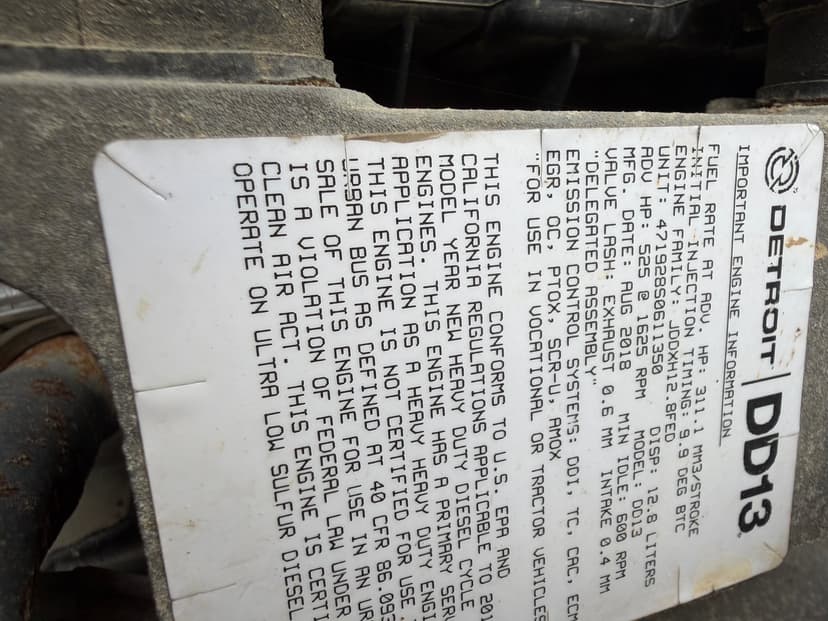 DETROIT | DD13
IMPORTANT ENGINE INFORMATION
FUEL RATE AT ADV. HP: 311.1 MM3/STROKE
INITIAL INJECTION TIMING: 9.9 DEG BTC
ENGINE FAMILY: JDDXH12.8FED
UNIT: 471928S0611350 DISP: 12.8 LITERS
ADV HP: 525 @ 1625 RPM MODEL: DD13
MFG. DATE: AUG 2018 MIN IDLE: 600 RPM
VALVE LASH: EXHAUST 0.6 MM INTAKE 0.4 MM
"DELEGATED ASSEMBLY"
EMISSION CONTROL SYSTEMS: DDI, TC, CAC, ECM
EGR, OC, PTOX, SCR-U, AMOX
"FOR USE IN VOCATIONAL OR TRACTOR VEHICLES
THIS ENGINE CONFORMS TO U.S. EPA AND
CALIFORNIA REGULATIONS APPLICABLE TO 201
MODEL YEAR NEW HEAVY DUTY DIESEL CYCLE
ENGINES. THIS ENGINE HAS A PRIMARY SERV
APPLICATION AS A HEAVY HEAVY DUTY ENGI
THIS ENGINE IS NOT CERTIFIED FOR USE
URBAN BUS AS DEFINED AT 40 CFR 86.093
SALE OF THIS ENGINE FOR USE IN AN UR
IS A VIOLATION OF FEDERAL LAW UNDER
CLEAN AIR ACT. THIS ENGINE IS CERTI
OPERATE ON ULTRA LOW SULFUR DIESEL